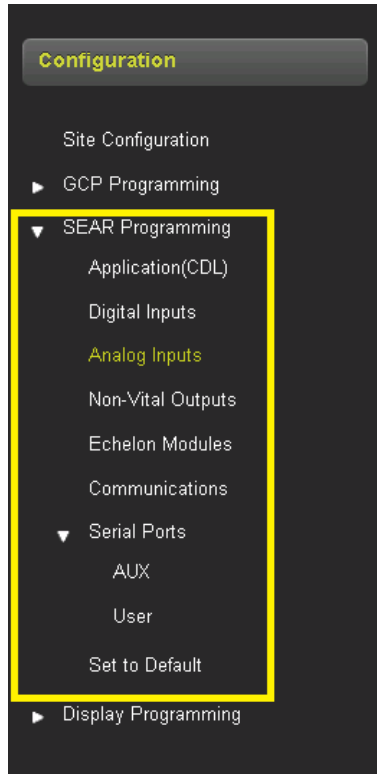 Configuration
Site Configuration
GCP Programming
SEAR Programming
Application(CDL)
Digital Inputs
Analog Inputs
Non-Vital Outputs
Echelon Modules
Communications
Serial Ports
AUX
User
Set to Default
Display Programming